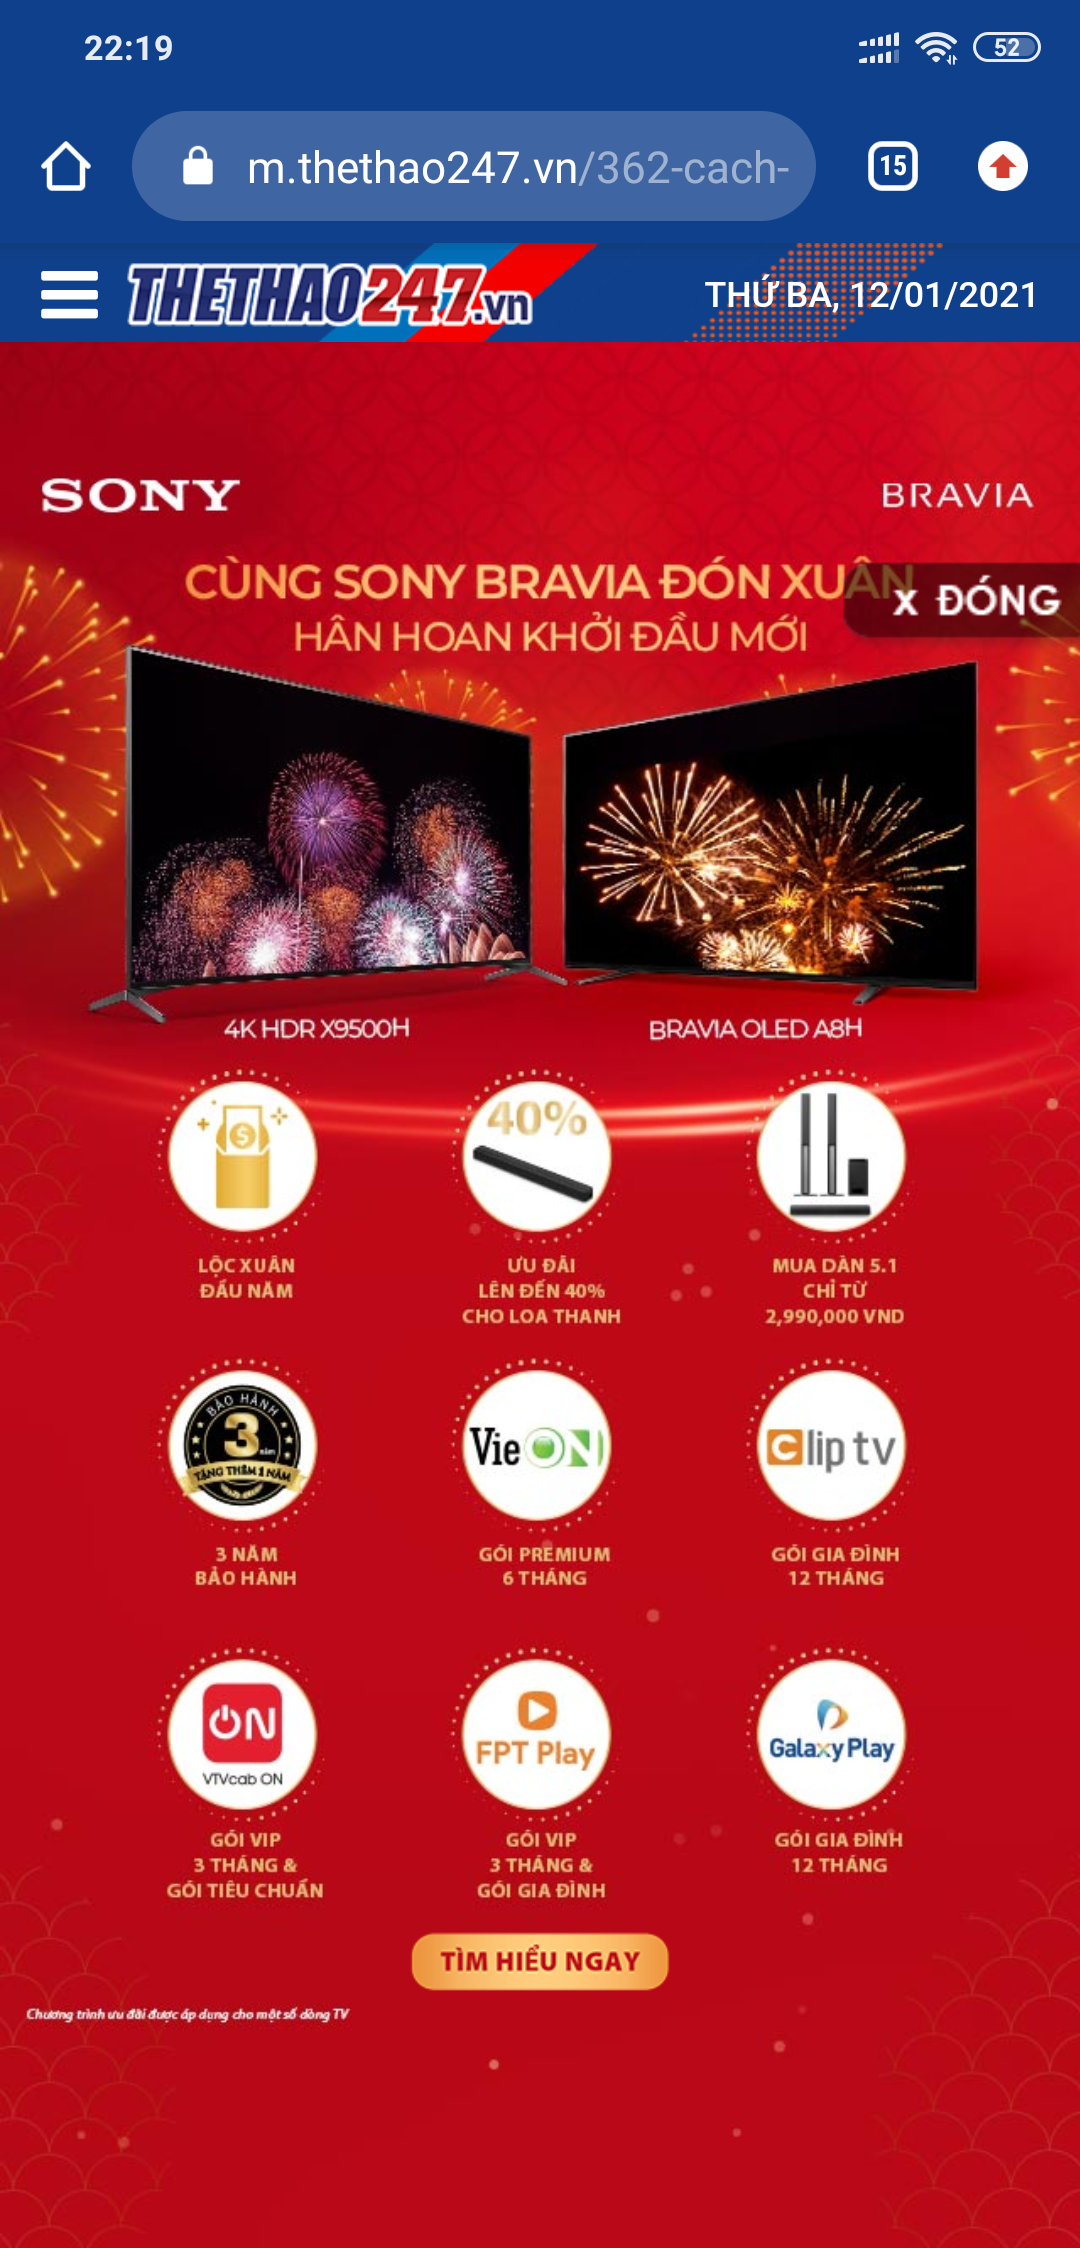 22:19
52
m.thethao247.vn/362-cach-
15
THETHAO247.vn
THỨ BA, 12/01/2021
SONY
BRAVIA
CÙNG SONY BRAVIA ĐÓN XUÂN
X ĐÓNG
HÂN HOAN KHỞI ĐẦU MỚI
4K HDR X9500H
BRAVIA OLED A8H
40%
LỘC XUÂN
ĐẦU NĂM
ƯU ĐÃI
LÊN ĐẾN 40%
CHO LOA THANH
MUA DÀN 5.1
CHỈ TỪ
2,990,000 VND
BẢO HÀNH
3 năm
TẶNG THÊM 1 NĂM
VieON
Clip tv
3 NĂM
BẢO HÀNH
GÓI PREMIUM
6 THÁNG
GÓI GIA ĐÌNH
12 THÁNG
ON
VTVcab ON
FPT Play
Galaxy Play
GÓI VIP
3 THÁNG &
GÓI TIÊU CHUẨN
GÓI VIP
3 THÁNG &
GÓI GIA ĐÌNH
GÓI GIA ĐÌNH
12 THÁNG
TÌM HIỂU NGAY
Chương trình ưu đãi được áp dụng cho một số dòng TV